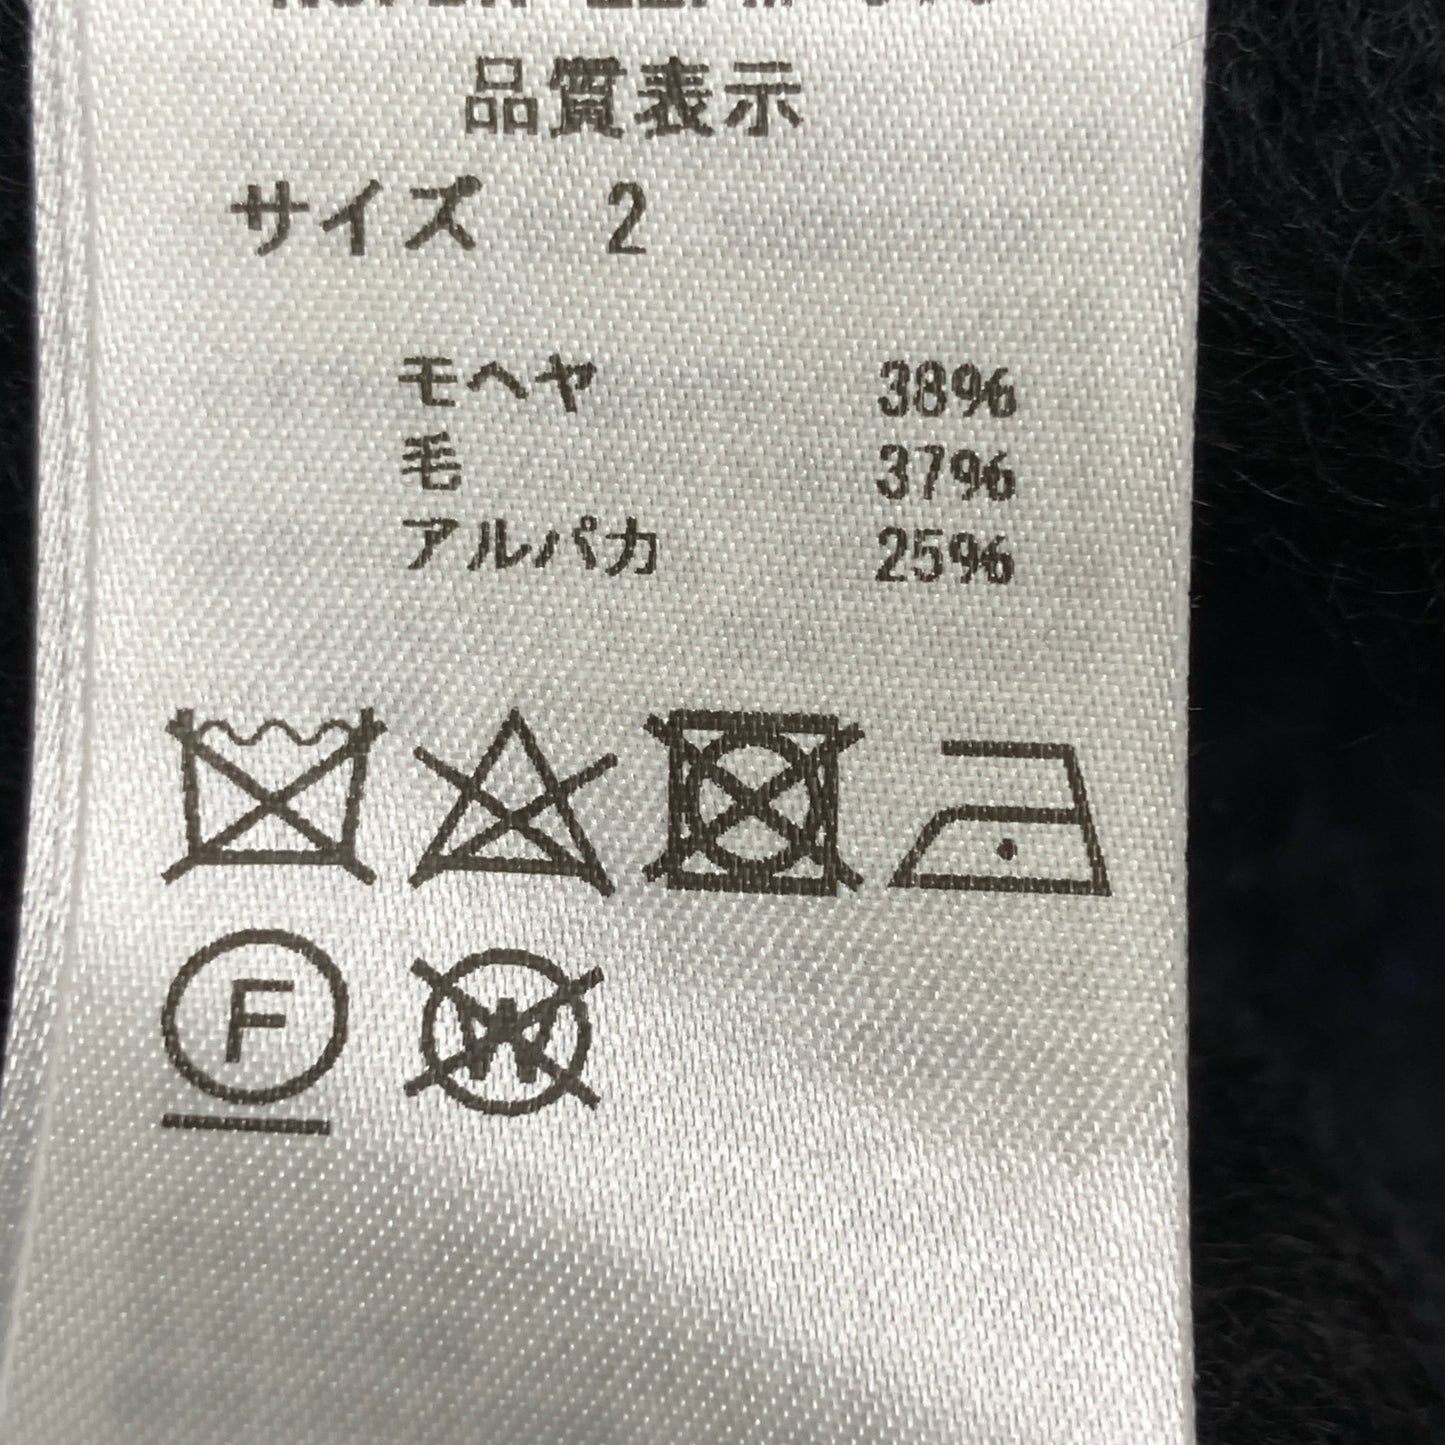 品質表示
サイズ 2
モヘヤ 38%
毛 37%
アルパカ 25%
F
W